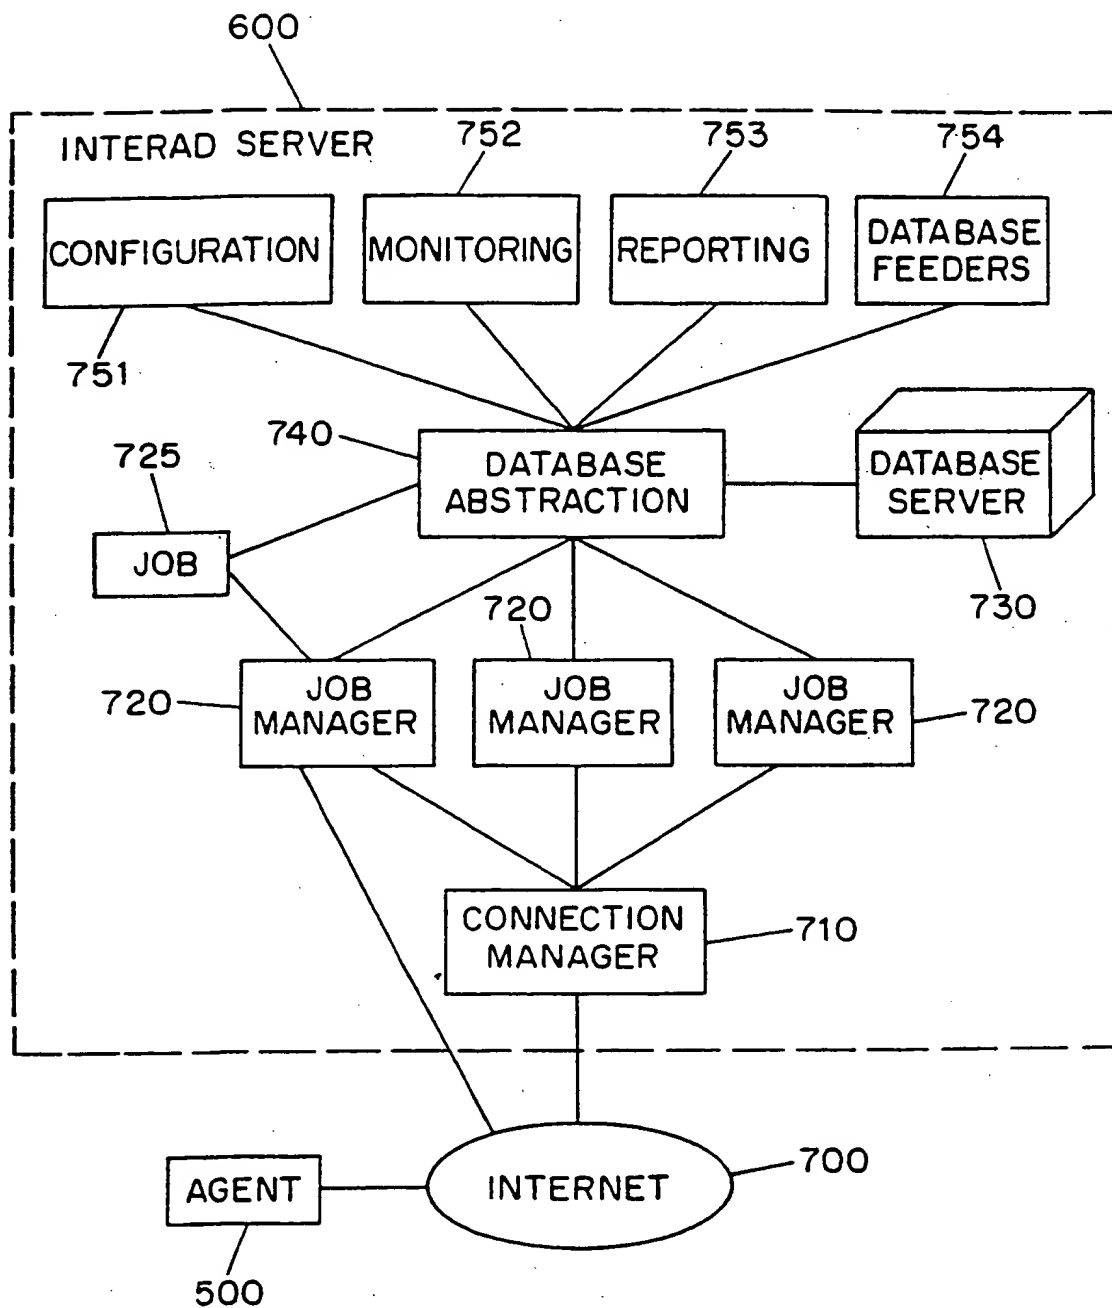 600
INTERAD SERVER
752
753
754
CONFIGURATION
MONITORING
REPORTING
DATABASE
FEEDERS
751
740
725
DATABASE
ABSTRACTION
DATABASE
SERVER
JOB
730
720
720
JOB
MANAGER
JOB
MANAGER
JOB
MANAGER
720
CONNECTION
MANAGER
710
INTERNET
700
AGENT
500